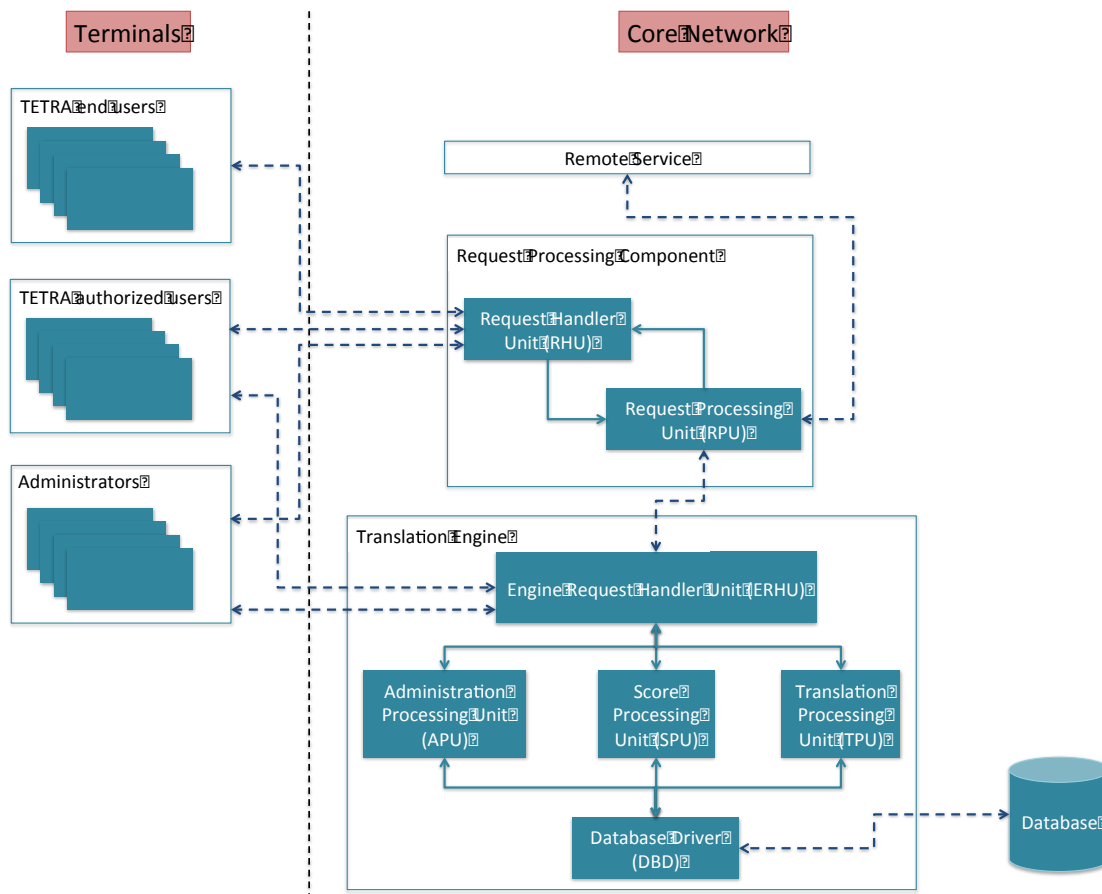 Terminals
Core Network
TETRA end users
Remote Service
Request Processing Component
TETRA authorized users
Request Handler
Unit (RHU)
Request Processing
Unit (RPU)
Administrators
Translation Engine
Engine Request Handler Unit (ERHU)
Administration
Processing Unit
(APU)
Score
Processing
Unit (SPU)
Translation
Processing
Unit (TPU)
Database
Database Driver
(DBD)